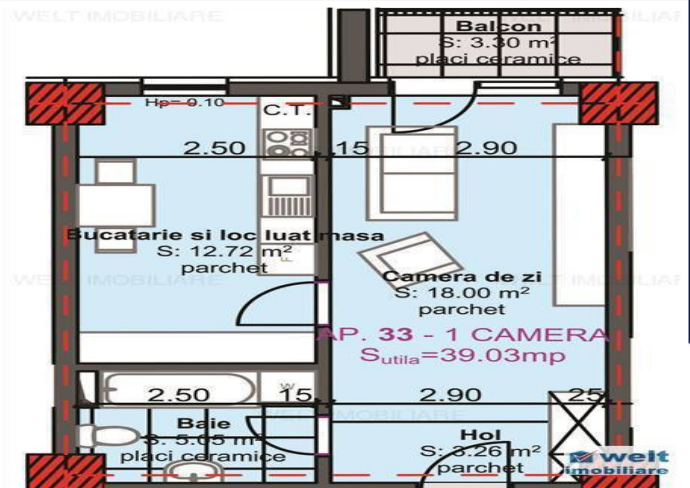 WELT IMOBILIARE
Balcon
S: 3.30 m²
placi ceramice
Hp= 0.10
C.T.
2.50
15
2.90
Bucatarie si loc luat masa
S: 12.72 m²
parchet
F
Camera de zi
S: 18.00 m²
parchet
WELT IMOBILIARE
AP. 33 - 1 CAMERA
Sutila=39.03mp
2.50
15
2.90
25
W
Baie
S: 5.05 m²
placi ceramice
Hol
S: 3.26 m²
parchet
welt
imobiliare